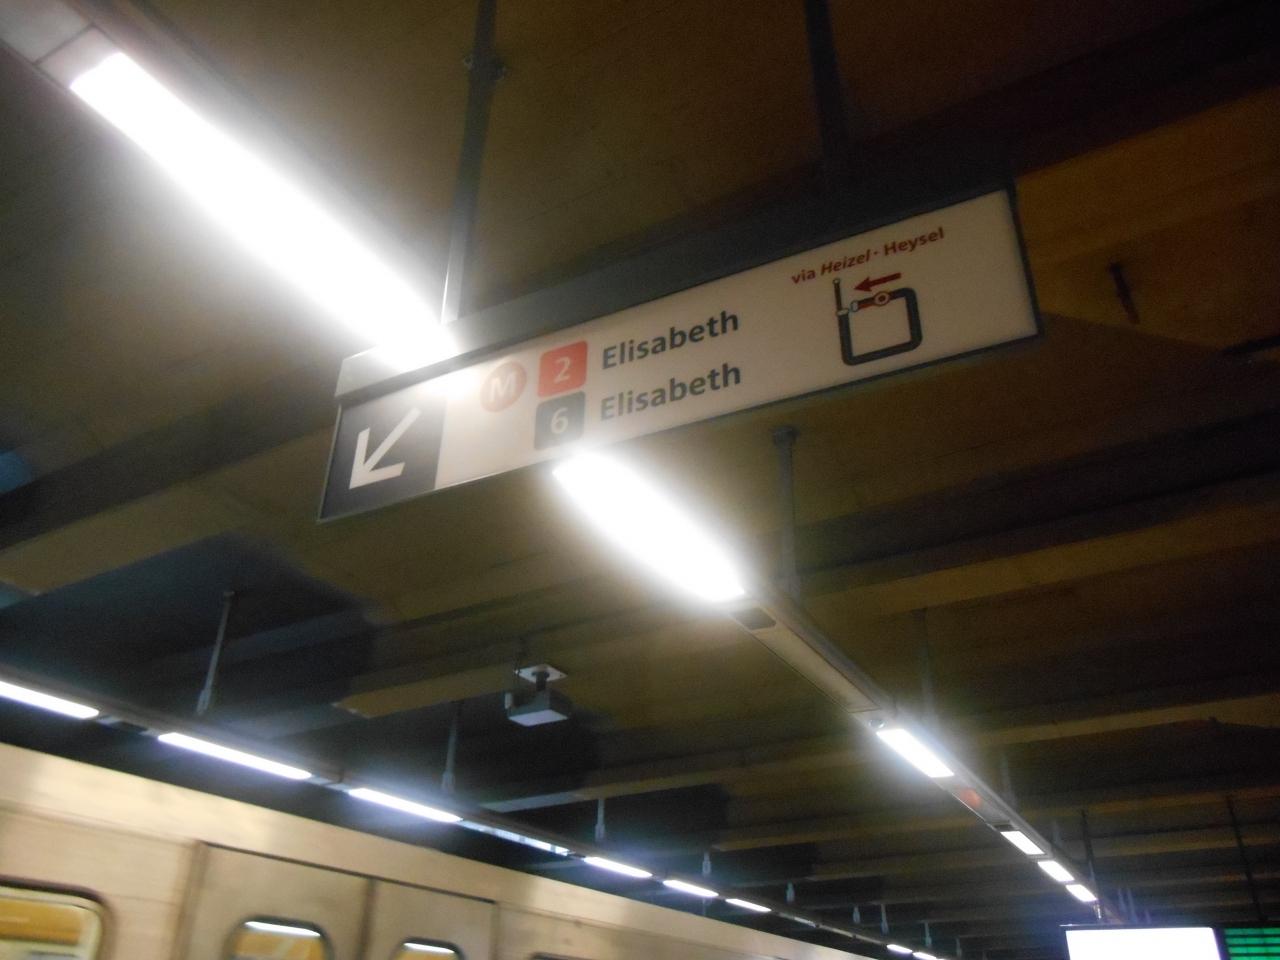 M 2 Elisabeth
6 Elisabeth
via Heizel · Heysel